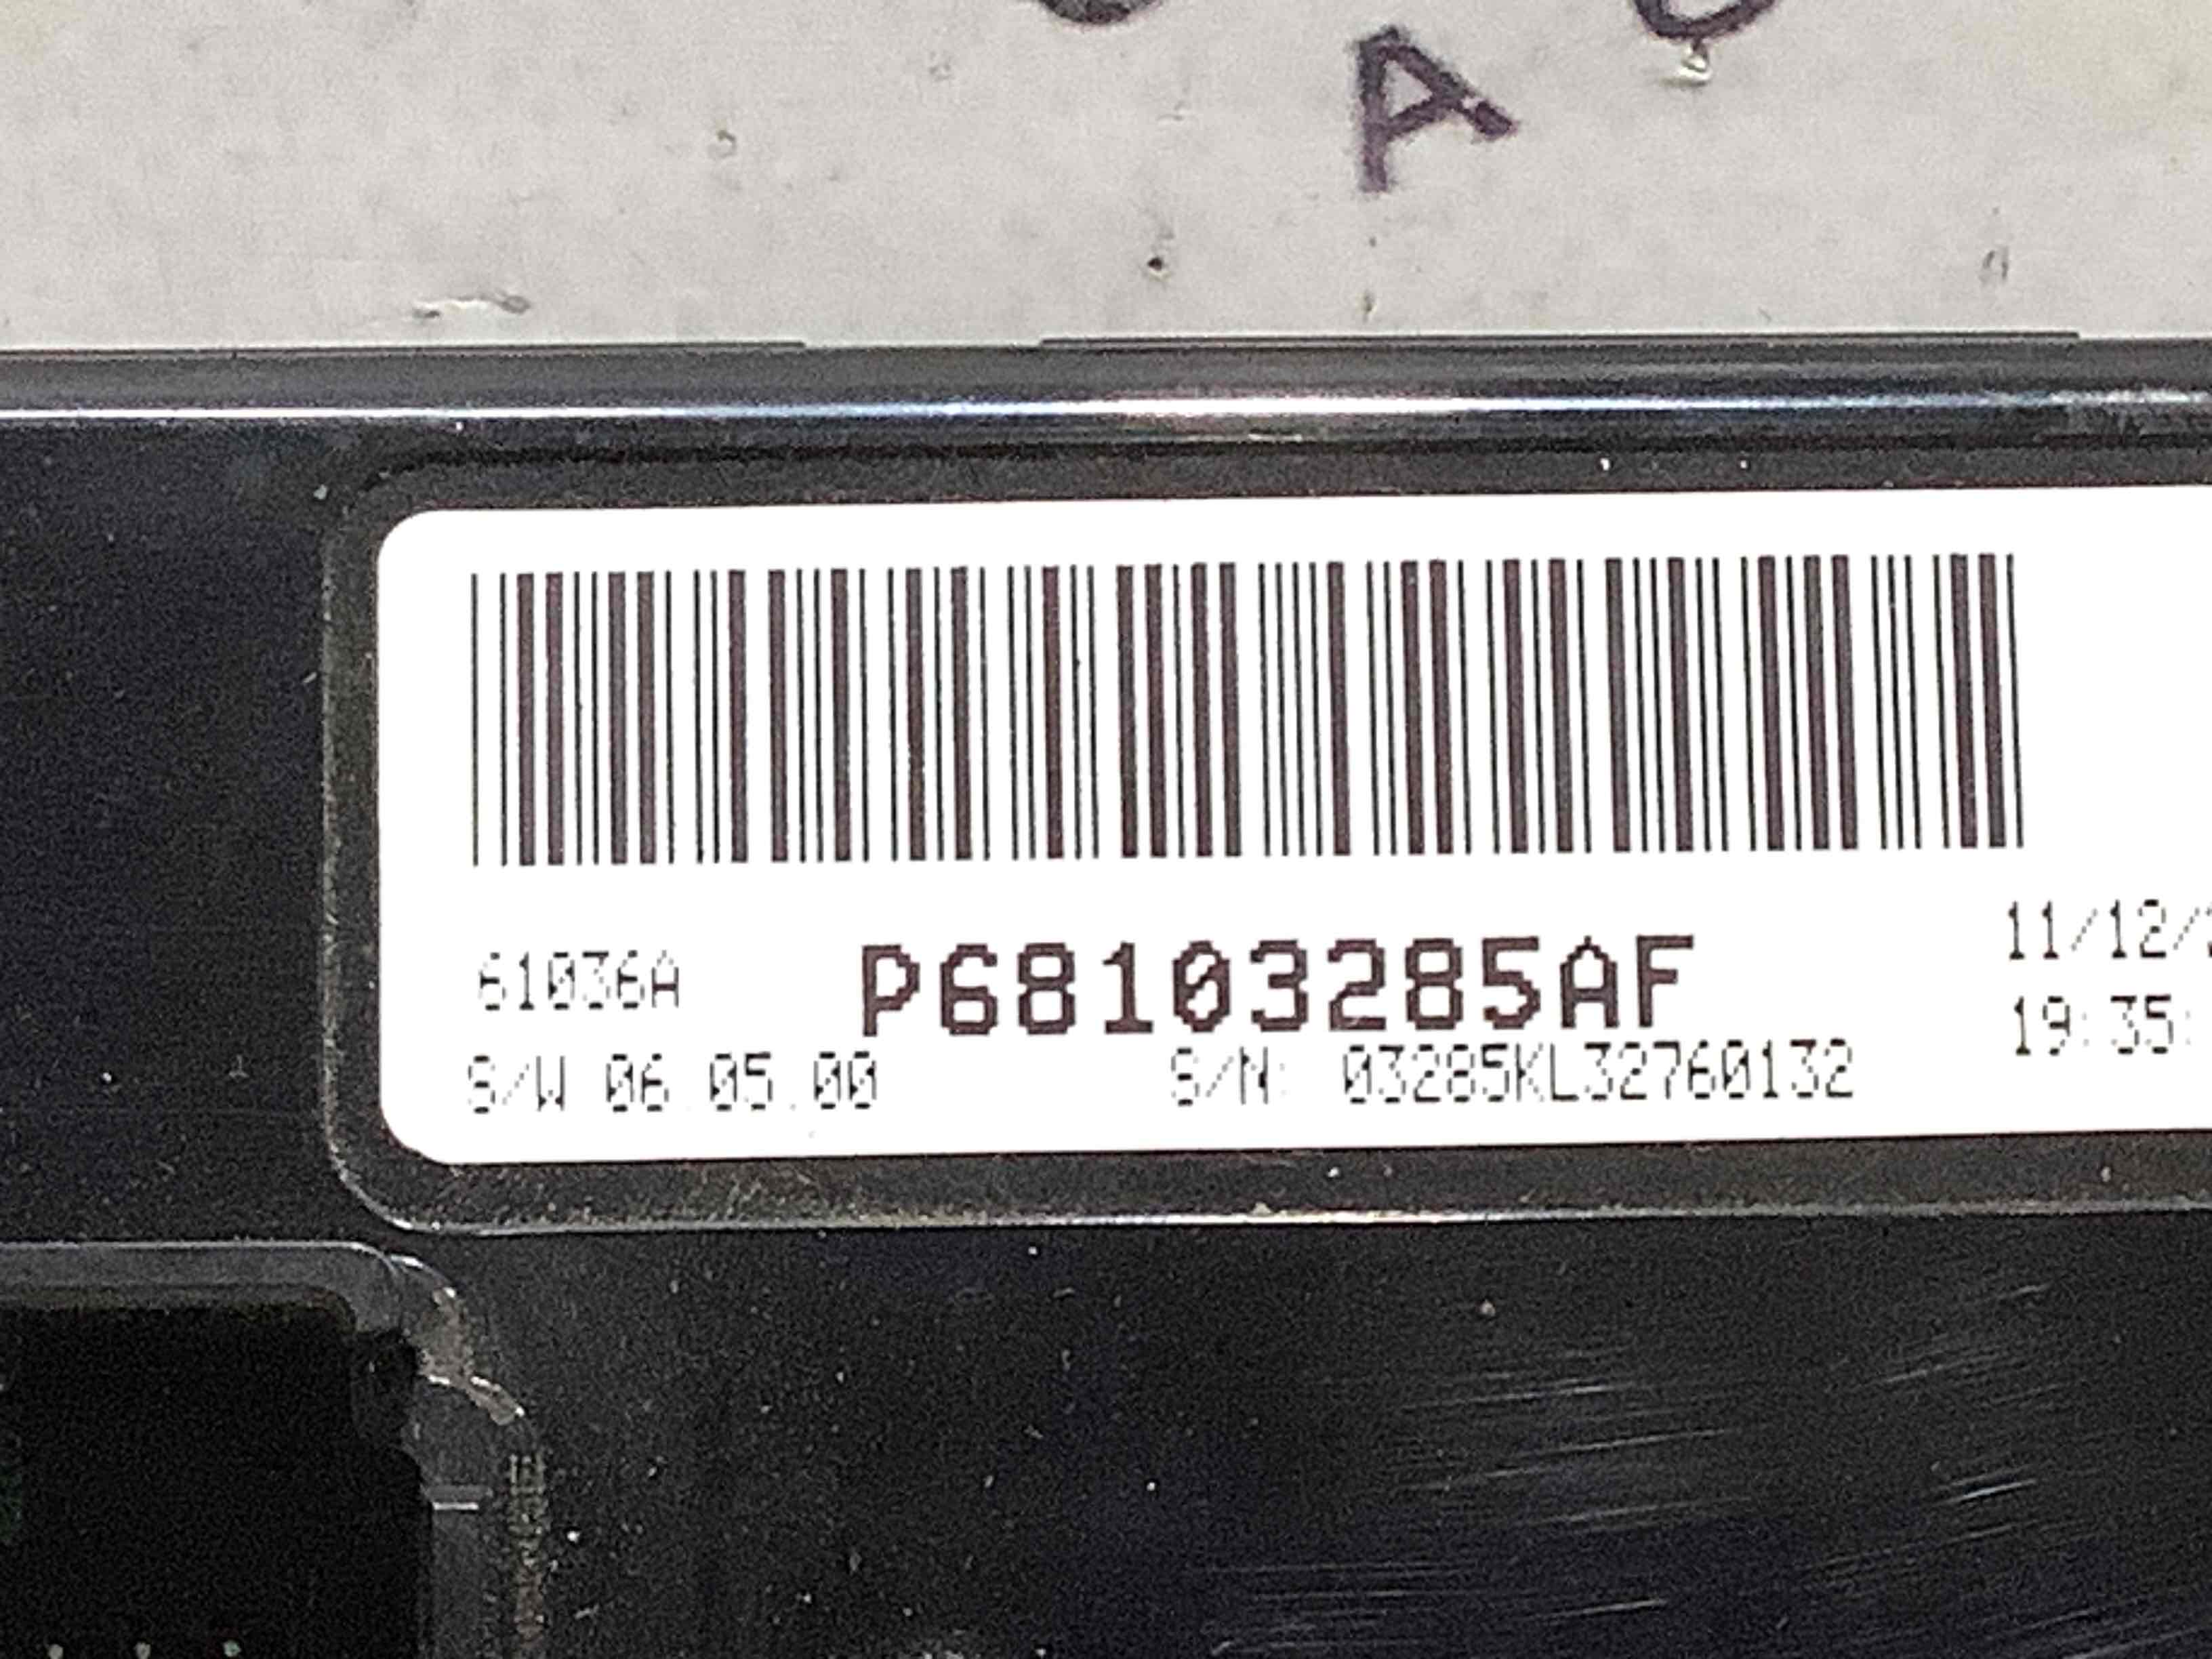 A
61036A P68103285AF 11/12/
S/W 06.05.00 S/N: 03285KL32760132 19:35: